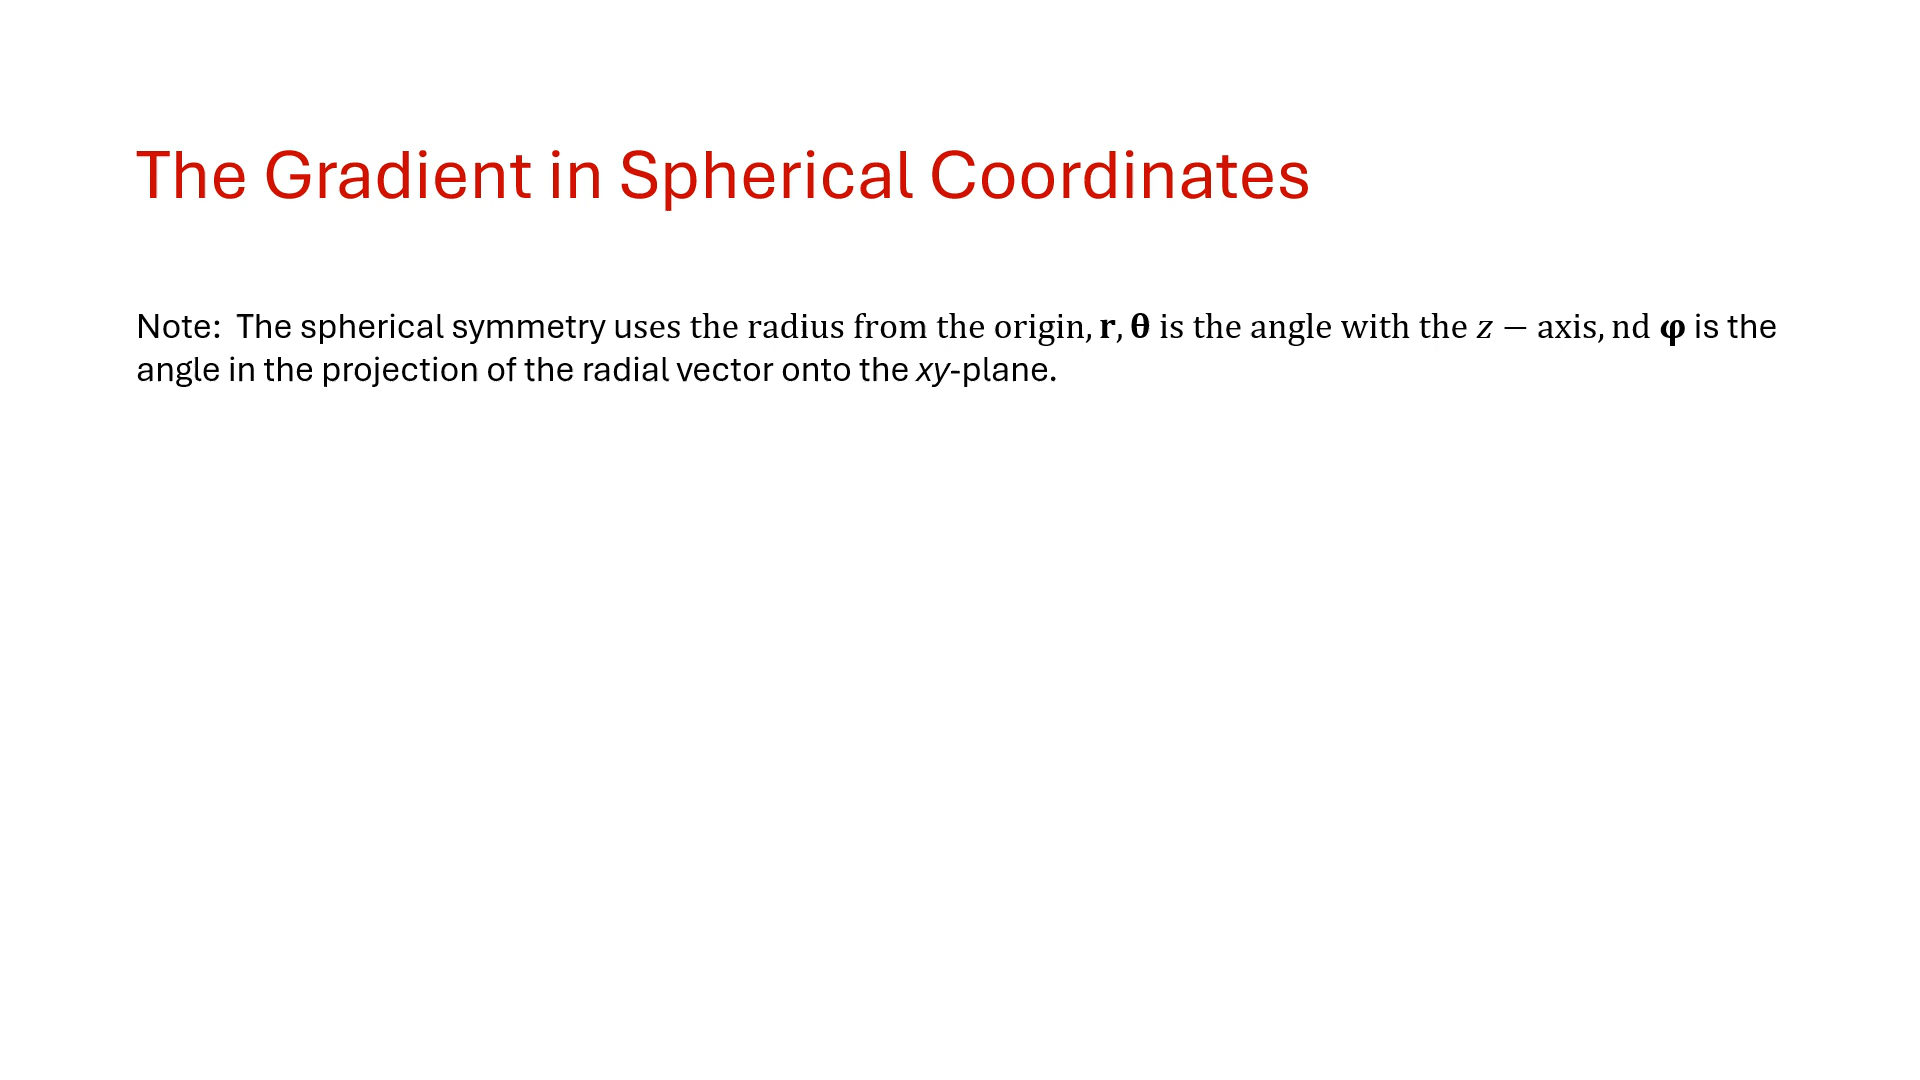 The Gradient in Spherical Coordinates
Note:  The spherical symmetry uses the radius from the origin, r, θ is the angle with the z − axis, nd φ is the
angle in the projection of the radial vector onto the xy-plane.